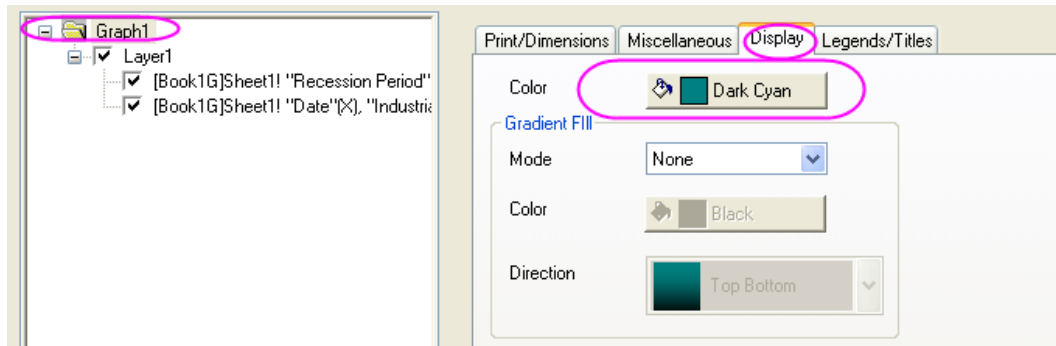 Graph1
Layer1
[Book1G]Sheet1! "Recession Period"
[Book1G]Sheet1! "Date"(X),
Print/Dimensions
Miscellaneous
Display
Legends/Titles
Color
Dark Cyan
Gradient Fill
Mode
None
Color
Black
Direction
Top Bottom